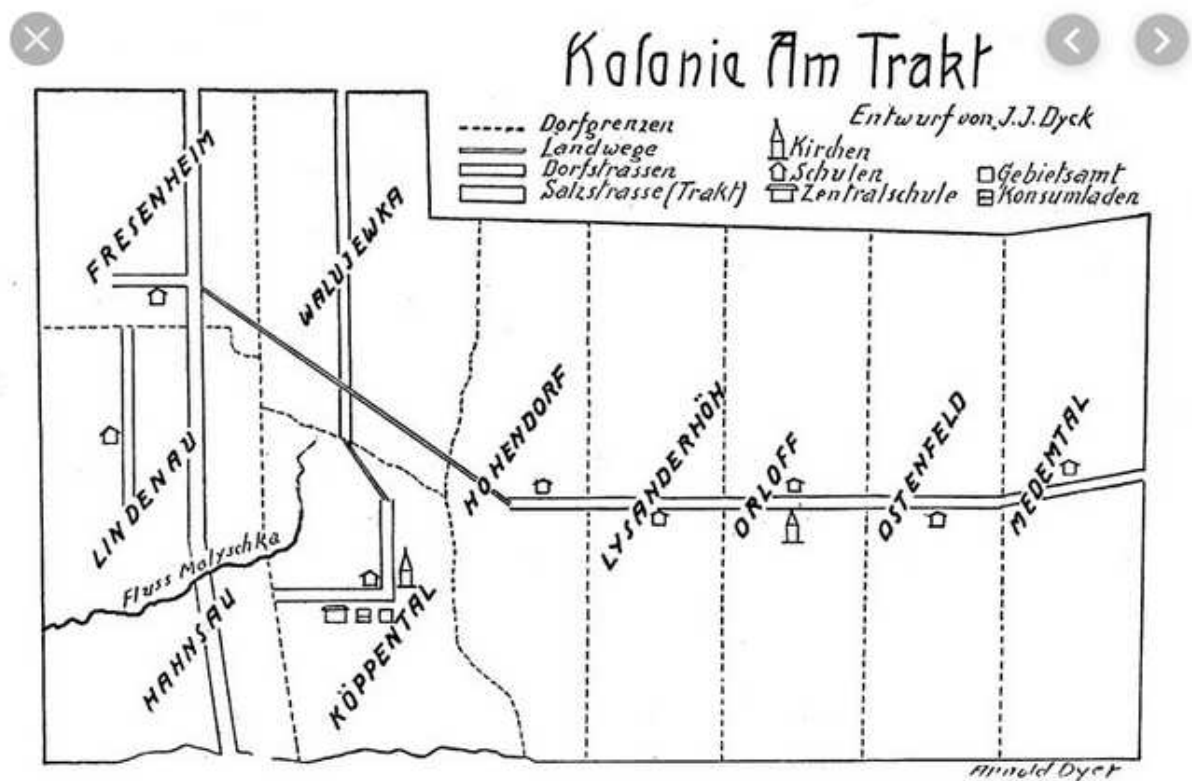 Kolonie Am Trakt
Entwurf von J.J. Dyck
Dorfgrenzen
Landwege
Dorfstrassen
Salzstrasse (Trakt)
Kirchen
Schulen
Zentralschule
Gebietsamt
Konsumladen
FRESENHEIM
WALUJEWKA
HOHENDORF
LYSANDERHÖH
ORLOFF
OSTENFELD
MEDEMTAL
LINDENAU
Fluss Malyschka
HAHNSAU
KÖPPENTAL
Arnold Dyck